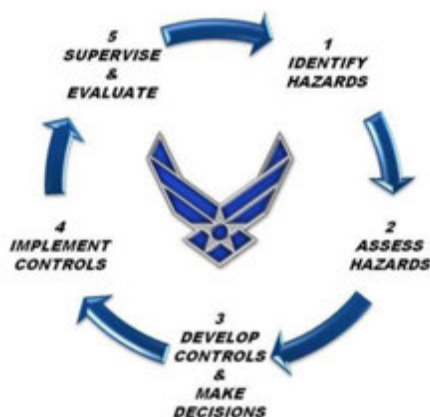 1
IDENTIFY
HAZARDS
2
ASSESS
HAZARDS
3
DEVELOP
CONTROLS
&
MAKE
DECISIONS
4
IMPLEMENT
CONTROLS
5
SUPERVISE
&
EVALUATE